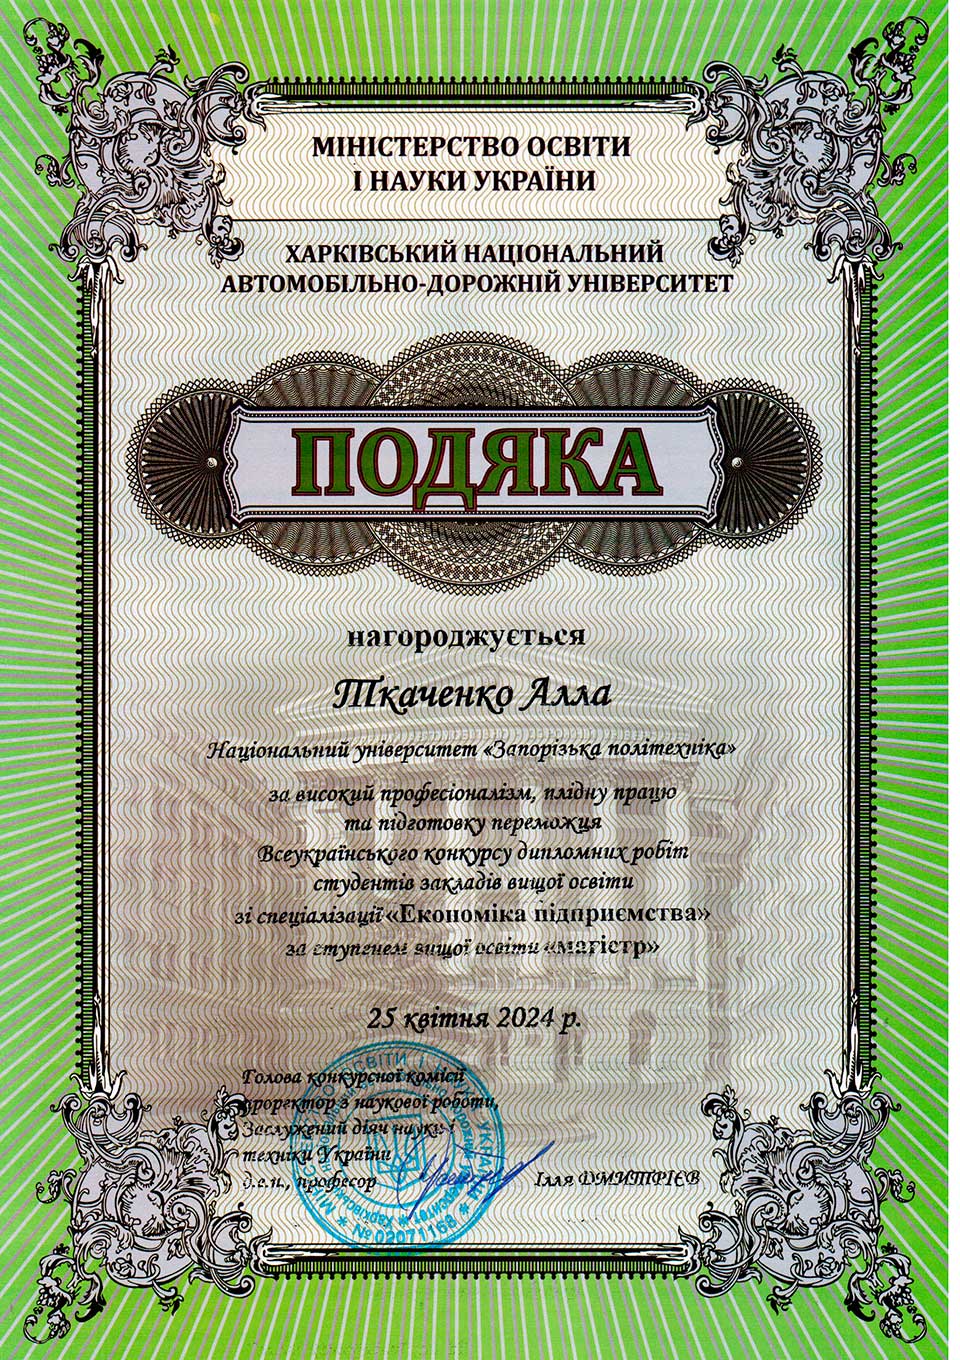 МІНІСТЕРСТВО ОСВІТИ
І НАУКИ УКРАЇНИ
ХАРКІВСЬКИЙ НАЦІОНАЛЬНИЙ
АВТОМОБІЛЬНО-ДОРОЖНІЙ УНІВЕРСИТЕТ
ПОДЯКА
нагороджується
Ткаченко Алла
Національний університет «Запорізька політехніка»
за високий професіоналізм, плідну працю
та підготовку переможця
Всеукраїнського конкурсу дипломних робіт
студентів закладів вищої освіти
зі спеціалізації «Економіка підприємства»
за ступенем вищої освіти «магістр»
25 квітня 2024 р.
Голова конкурсної комісії
проректор з наукової роботи,
Заслужений діяч науки і
техніки України
д.е.н., професор
Ілля ДМИТРІЄВ
№02071168